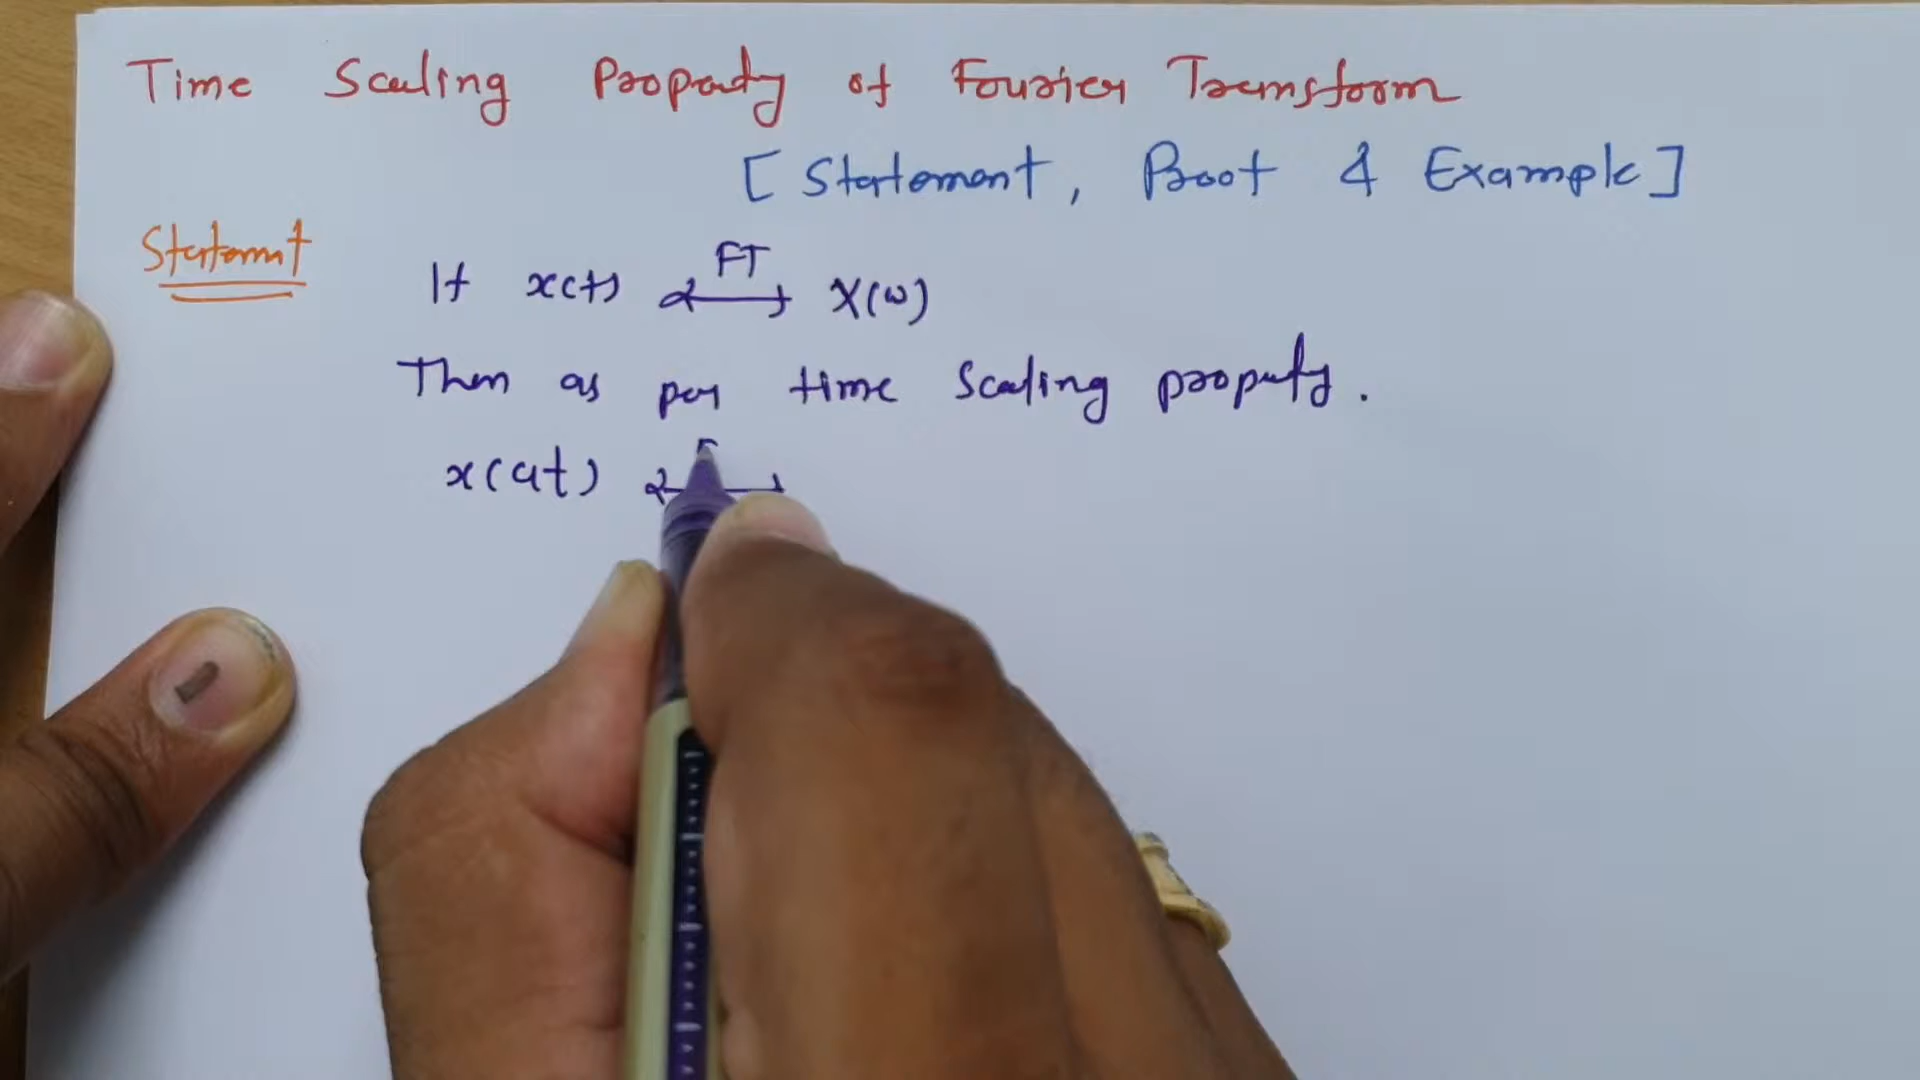 Time Scaling Property of Fourier Transform
[Statement, Proof & Example]
Statement
If x(t) <-FT-> X(ω)
Then as per time scaling property.
x(at) <-F->